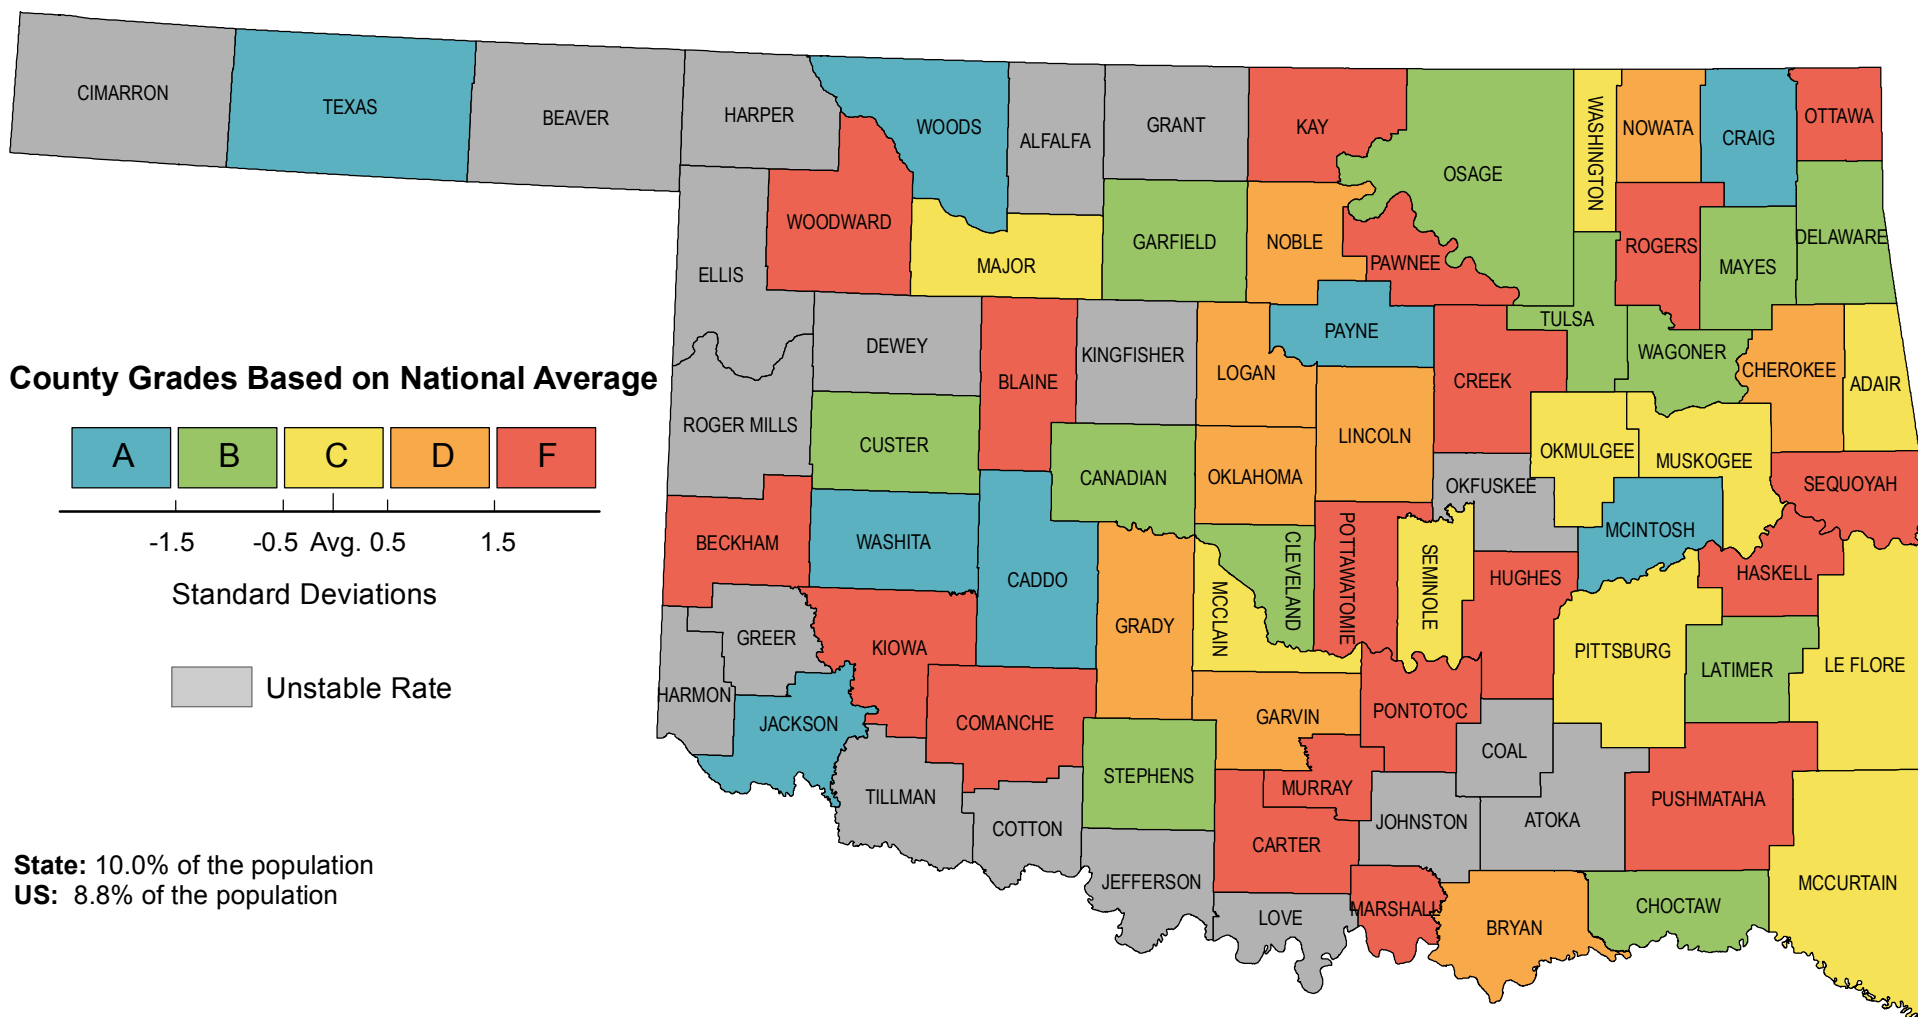 CIMARRON
TEXAS
BEAVER
HARPER
WOODS
ALFALFA
GRANT
KAY
OSAGE
WASHINGTON
NOWATA
CRAIG
OTTAWA
WOODWARD
MAJOR
GARFIELD
NOBLE
PAWNEE
ROGERS
MAYES
DELAWARE
ELLIS
DEWEY
BLAINE
KINGFISHER
LOGAN
PAYNE
CREEK
TULSA
WAGONER
CHEROKEE
ADAIR
County Grades Based on National Average
A B C D F
-1.5 -0.5 Avg. 0.5 1.5
Standard Deviations
Unstable Rate
ROGER MILLS
CUSTER
CANADIAN
OKLAHOMA
LINCOLN
OKMULGEE
MUSKOGEE
OKFUSKEE
SEQUOYAH
BECKHAM
WASHITA
CADDO
GRADY
MCCLAIN
CLEVELAND
POTTAWATOMIE
SEMINOLE
HUGHES
MCINTOSH
HASKELL
GREER
KIOWA
PITTSBURG
LATIMER
LE FLORE
HARMON
JACKSON
COMANCHE
GARVIN
PONTOTOC
COAL
STEPHENS
TILLMAN
COTTON
MURRAY
CARTER
JOHNSTON
ATOKA
PUSHMATAHA
JEFFERSON
LOVE
MARSHALL
BRYAN
CHOCTAW
MCCURTAIN
State: 10.0% of the population
US: 8.8% of the population